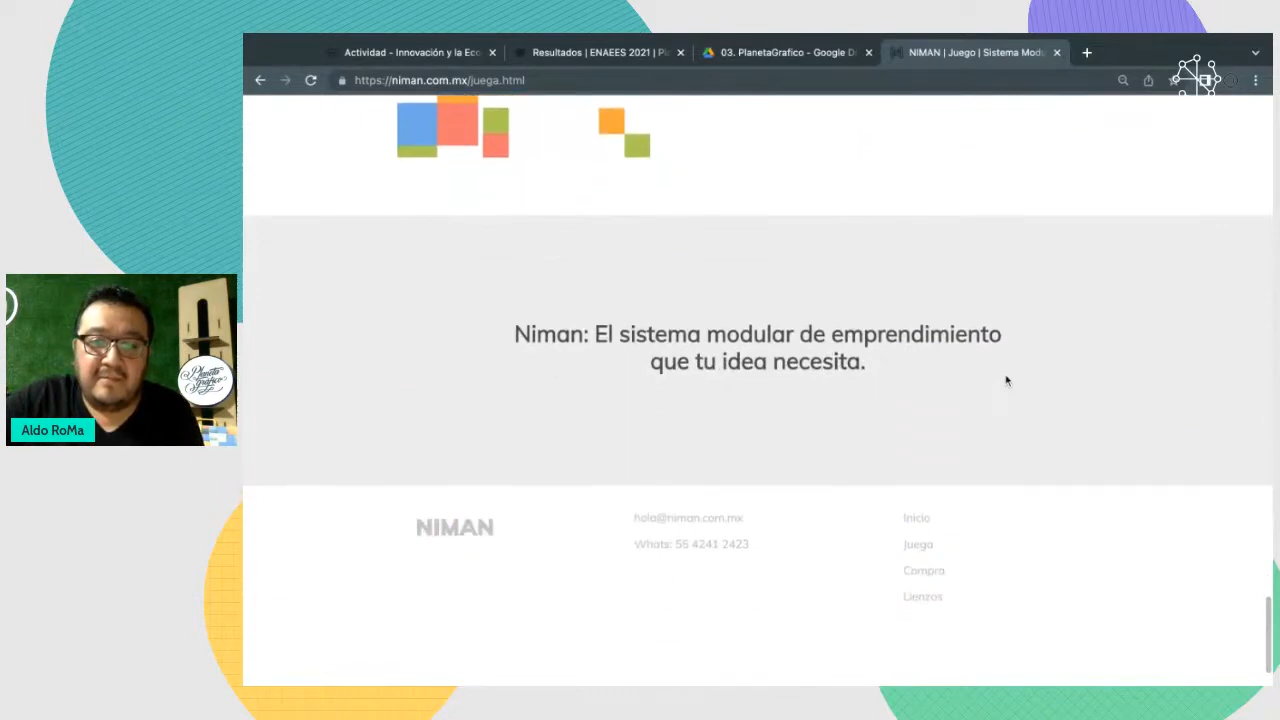 Actividad - Innovación y la Eco
Resultados | ENAEES 2021 | Pl
03. PlanetaGrafico - Google D
NIMAN | Juego | Sistema Modu
https://niman.com.mx/juega.html
Niman: El sistema modular de emprendimiento
que tu idea necesita.
Planeta
gráfico
Aldo RoMa
NIMAN
hola@niman.com.mx
Whats: 55 4241 2423
Inicio
Juega
Compra
Lienzos